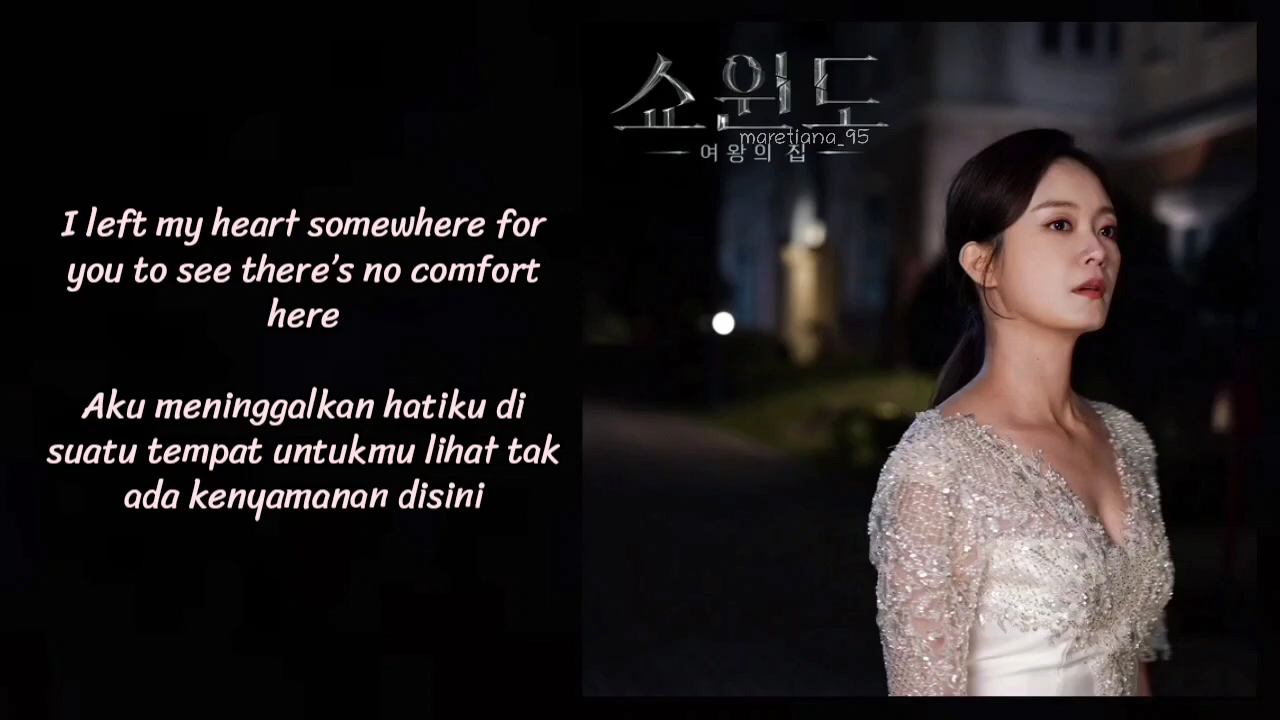 I left my heart somewhere for
you to see there's no comfort
here
Aku meninggalkan hatiku di
suatu tempat untukmu lihat tak
ada kenyamanan disini
쇼윈도
maretiana_95
여왕의 집